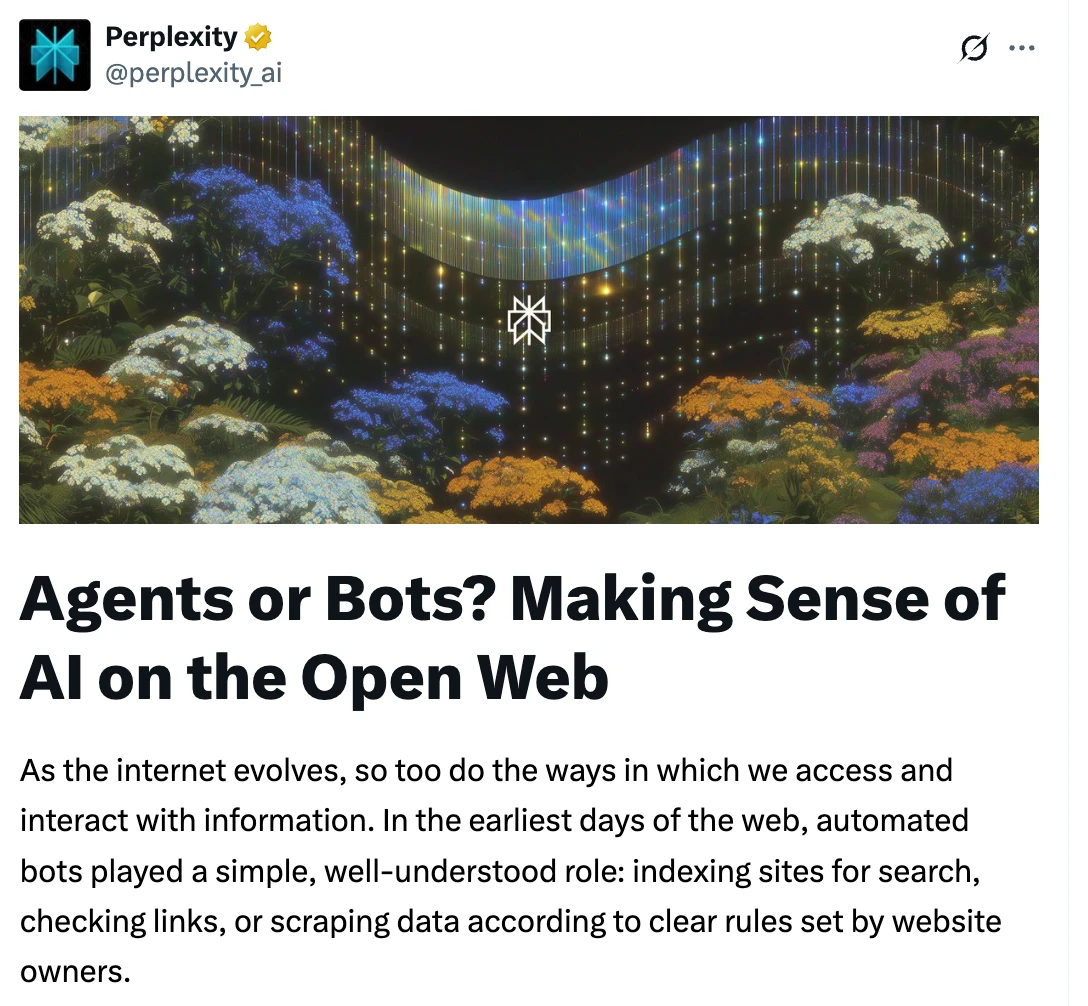 Perplexity
@perplexity_ai
Agents or Bots? Making Sense of
AI on the Open Web
As the internet evolves, so too do the ways in which we access and
interact with information. In the earliest days of the web, automated
bots played a simple, well-understood role: indexing sites for search,
checking links, or scraping data according to clear rules set by website
owners.